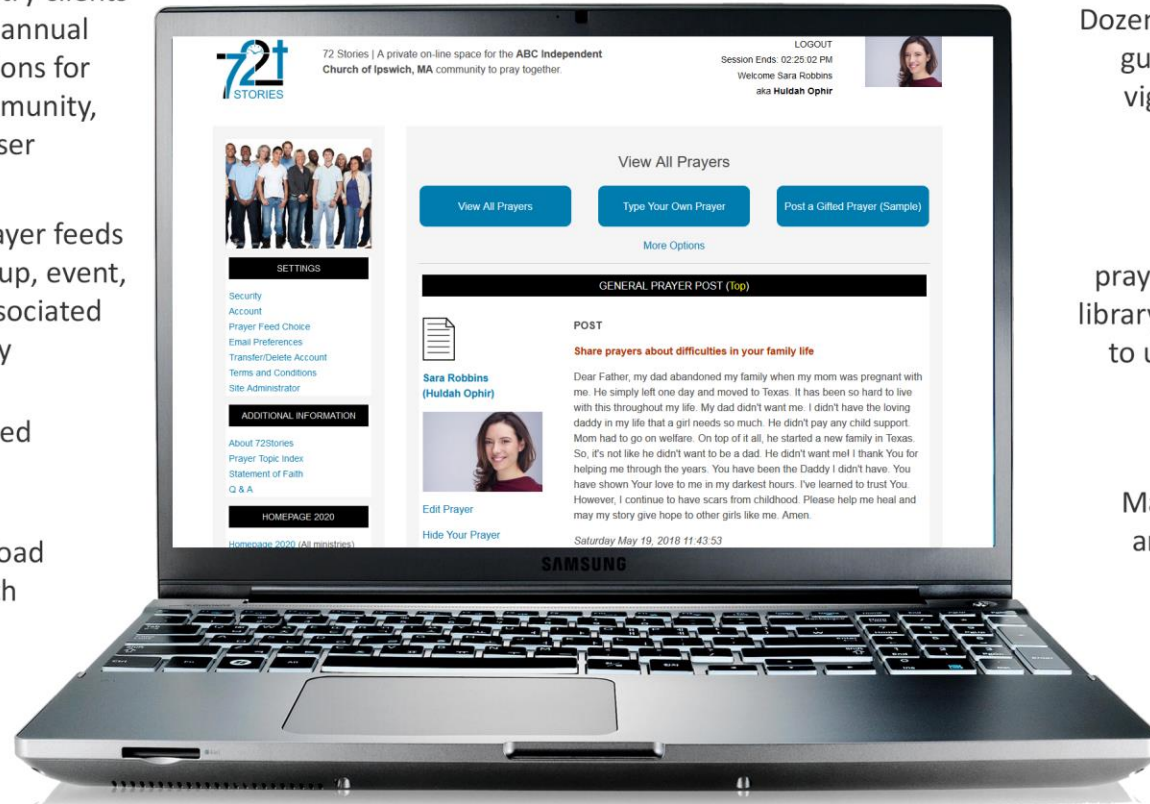 annual
ons for
munity,
ser
ayer feeds
up, event,
sociated
y
ed
oad
h
72
STORIES
72 Stories | A private on-line space for the ABC Independent
Church of Ipswich, MA community to pray together.
LOGOUT
Session Ends: 02:25:02 PM
Welcome Sara Robbins
aka Huldah Ophir
SETTINGS
Security
Account
Prayer Feed Choice
Email Preferences
Transfer/Delete Account
Terms and Conditions
Site Administrator
ADDITIONAL INFORMATION
About 72Stories
Prayer Topic Index
Statement of Faith
Q & A
HOMEPAGE 2020
Homepage 2020 (All ministries)
View All Prayers
View All Prayers
Type Your Own Prayer
Post a Gifted Prayer (Sample)
More Options
GENERAL PRAYER POST (Top)
Sara Robbins
(Huldah Ophir)
Edit Prayer
Hide Your Prayer
POST
Share prayers about difficulties in your family life
Dear Father, my dad abandoned my family when my mom was pregnant with
me. He simply left one day and moved to Texas. It has been so hard to live
with this throughout my life. My dad didn't want me. I didn't have the loving
daddy in my life that a girl needs so much. He didn't pay any child support.
Mom had to go on welfare. On top of it all, he started a new family in Texas.
So, it's not like he didn't want to be a dad. He didn't want me! I thank You for
helping me through the years. You have been the Daddy I didn't have. You
have shown Your love to me in my darkest hours. I've learned to trust You.
However, I continue to have scars from childhood. Please help me heal and
may my story give hope to other girls like me. Amen.
Saturday May 19, 2018 11:43:53
SAMSUNG
Dozen
gu
vig
pray
library
to u
Ma
ar